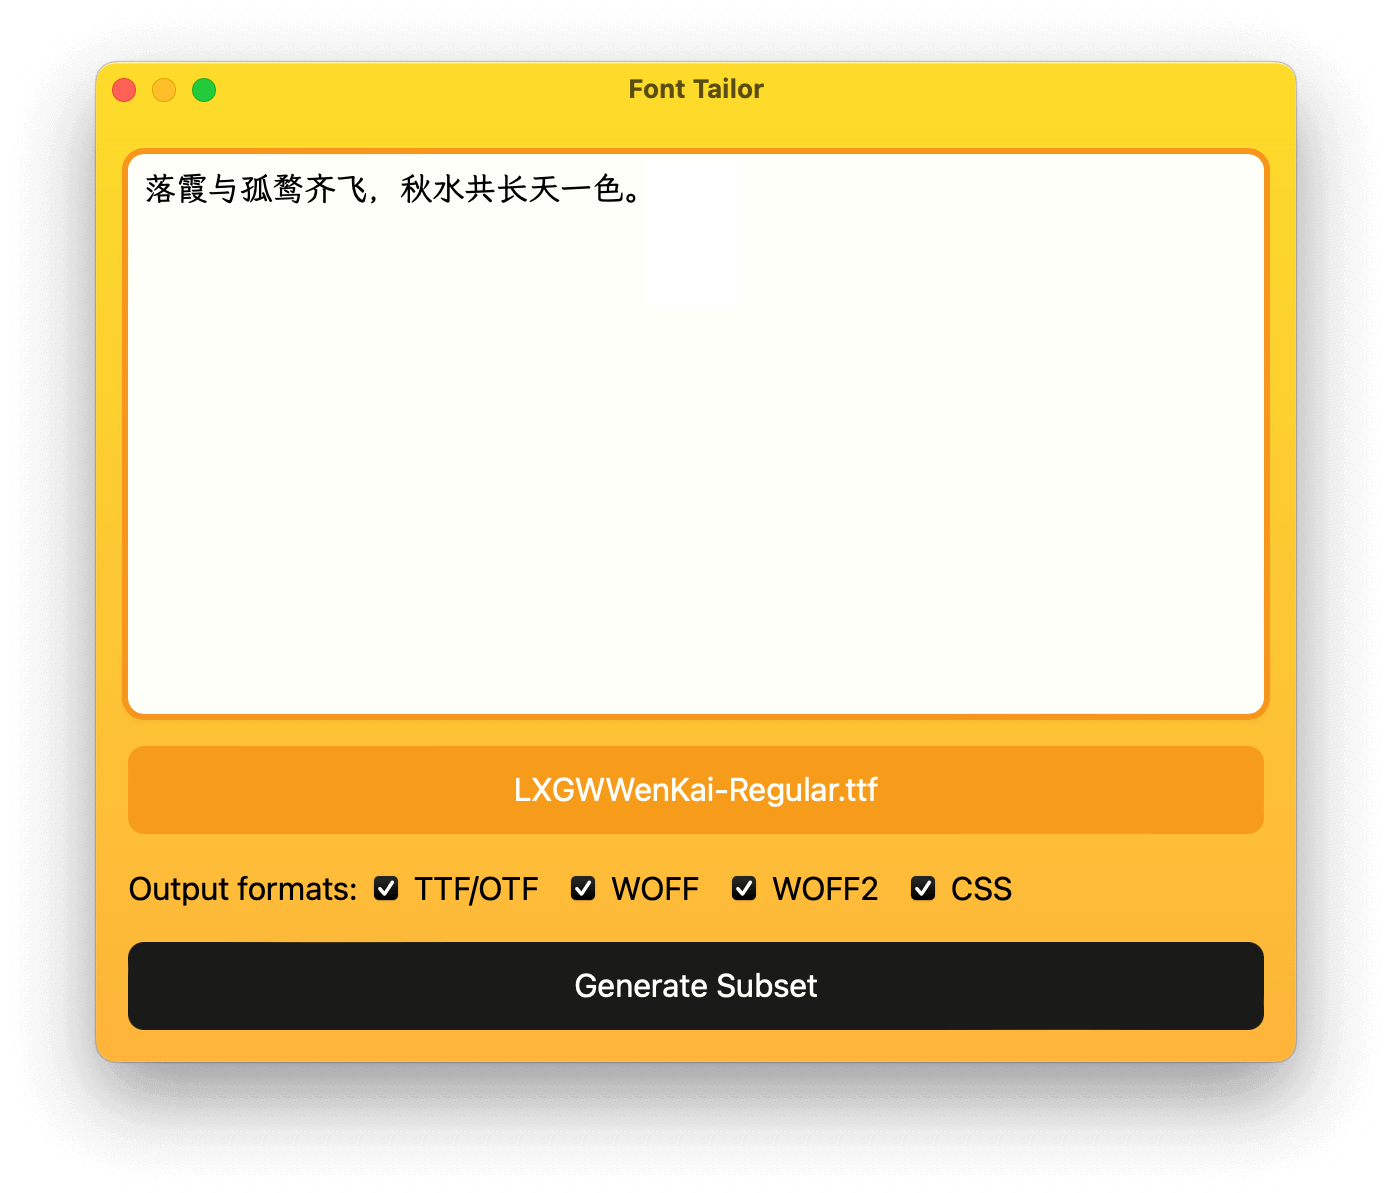 Font Tailor
落霞与孤鹜齐飞，秋水共长天一色。
LXGWWenKai-Regular.ttf
Output formats: TTF/OTF WOFF WOFF2 CSS
Generate Subset